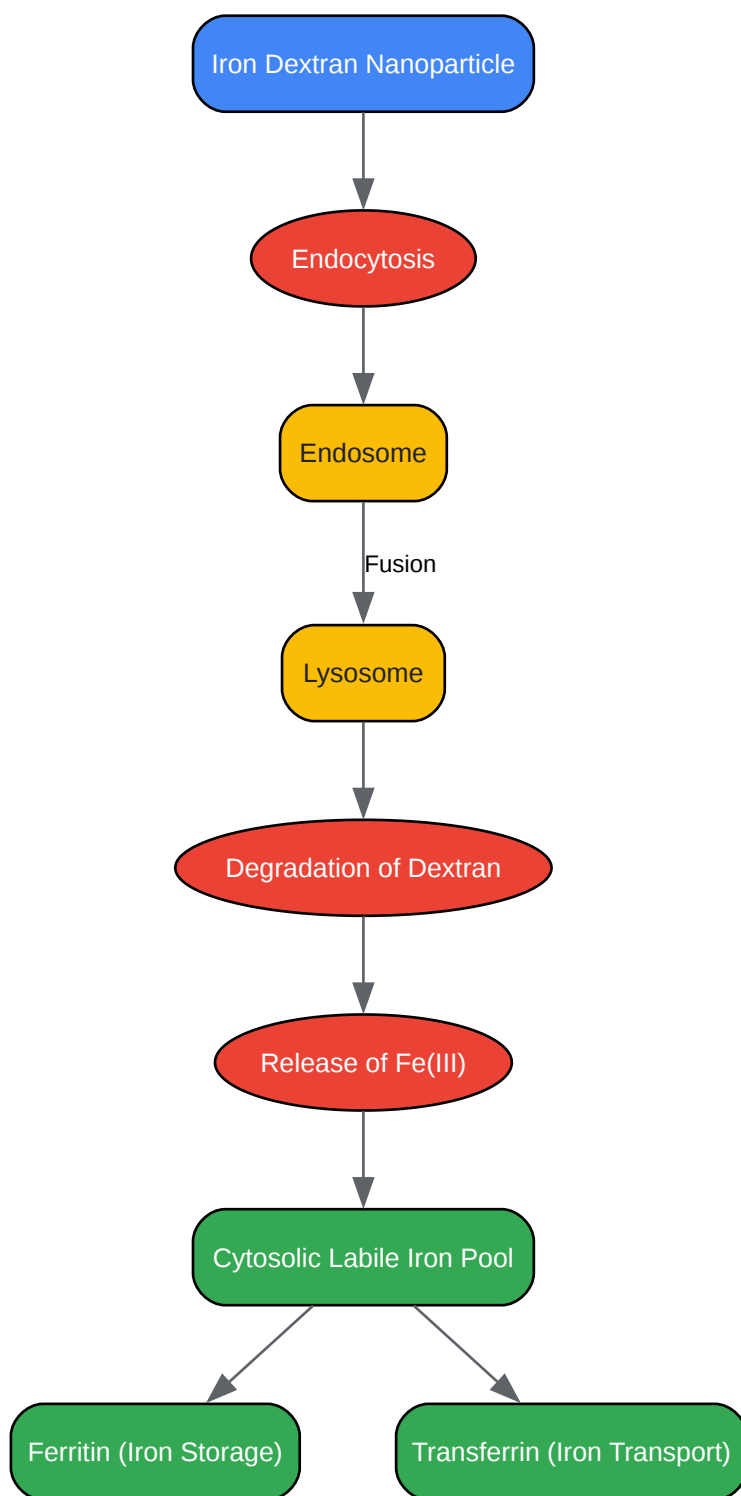 Iron Dextran Nanoparticle
Endocytosis
Endosome
Fusion
Lysosome
Degradation of Dextran
Release of Fe(III)
Cytosolic Labile Iron Pool
Ferritin (Iron Storage)
Transferrin (Iron Transport)